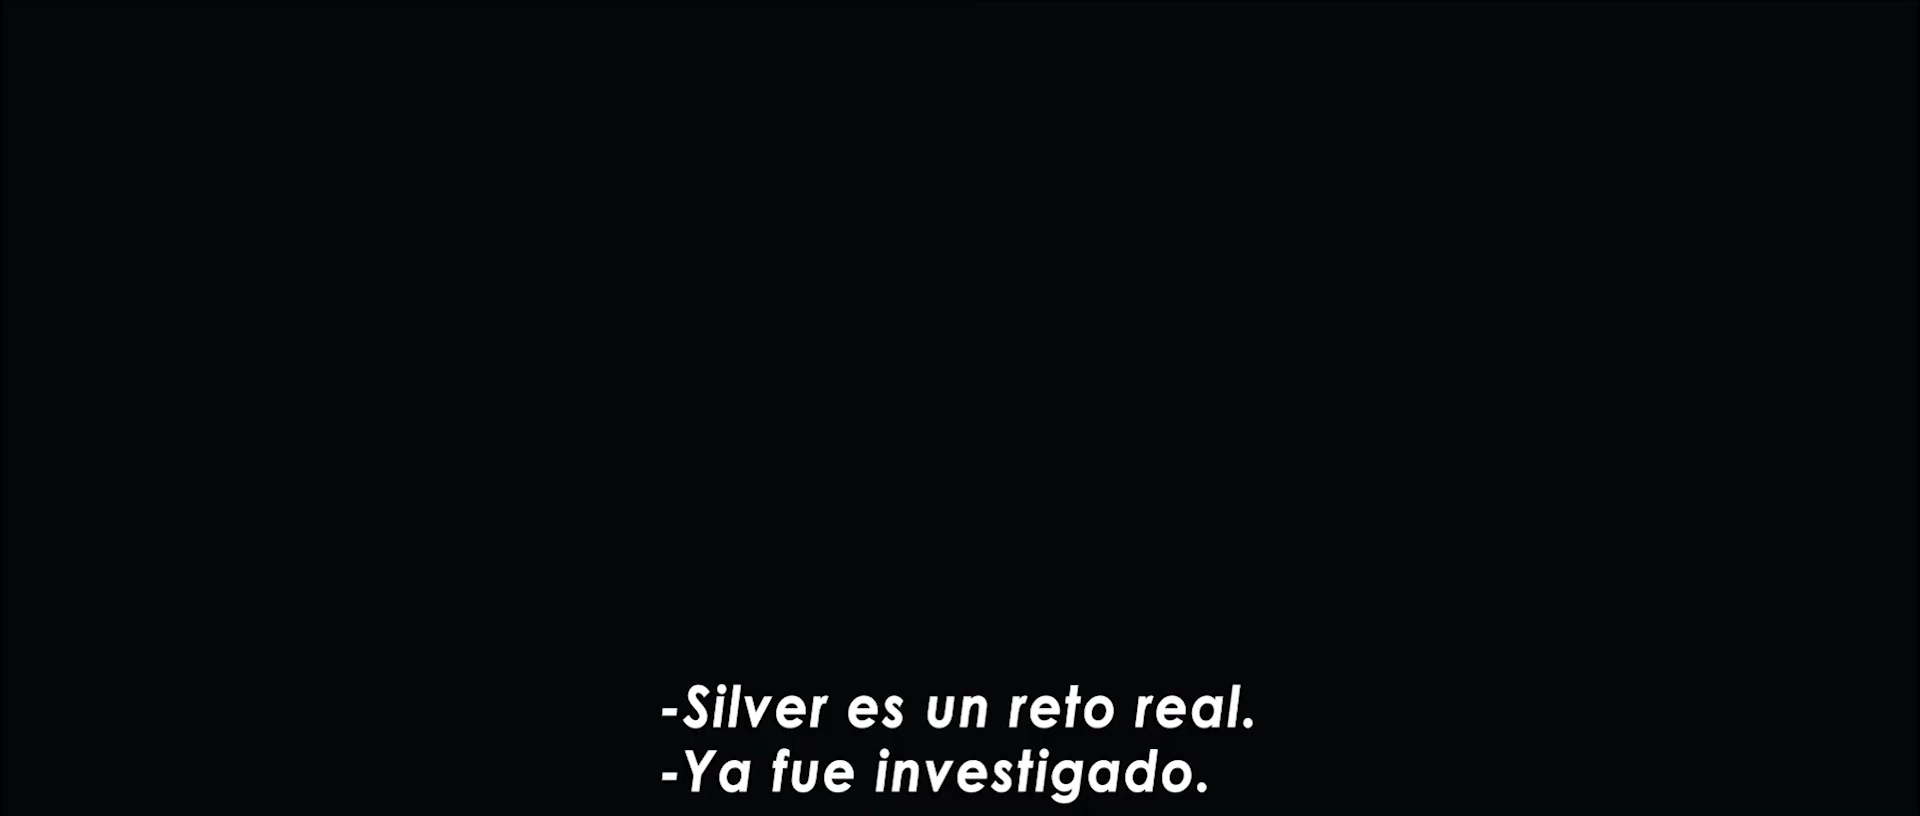 -Silver es un reto real.
-Ya fue investigado.